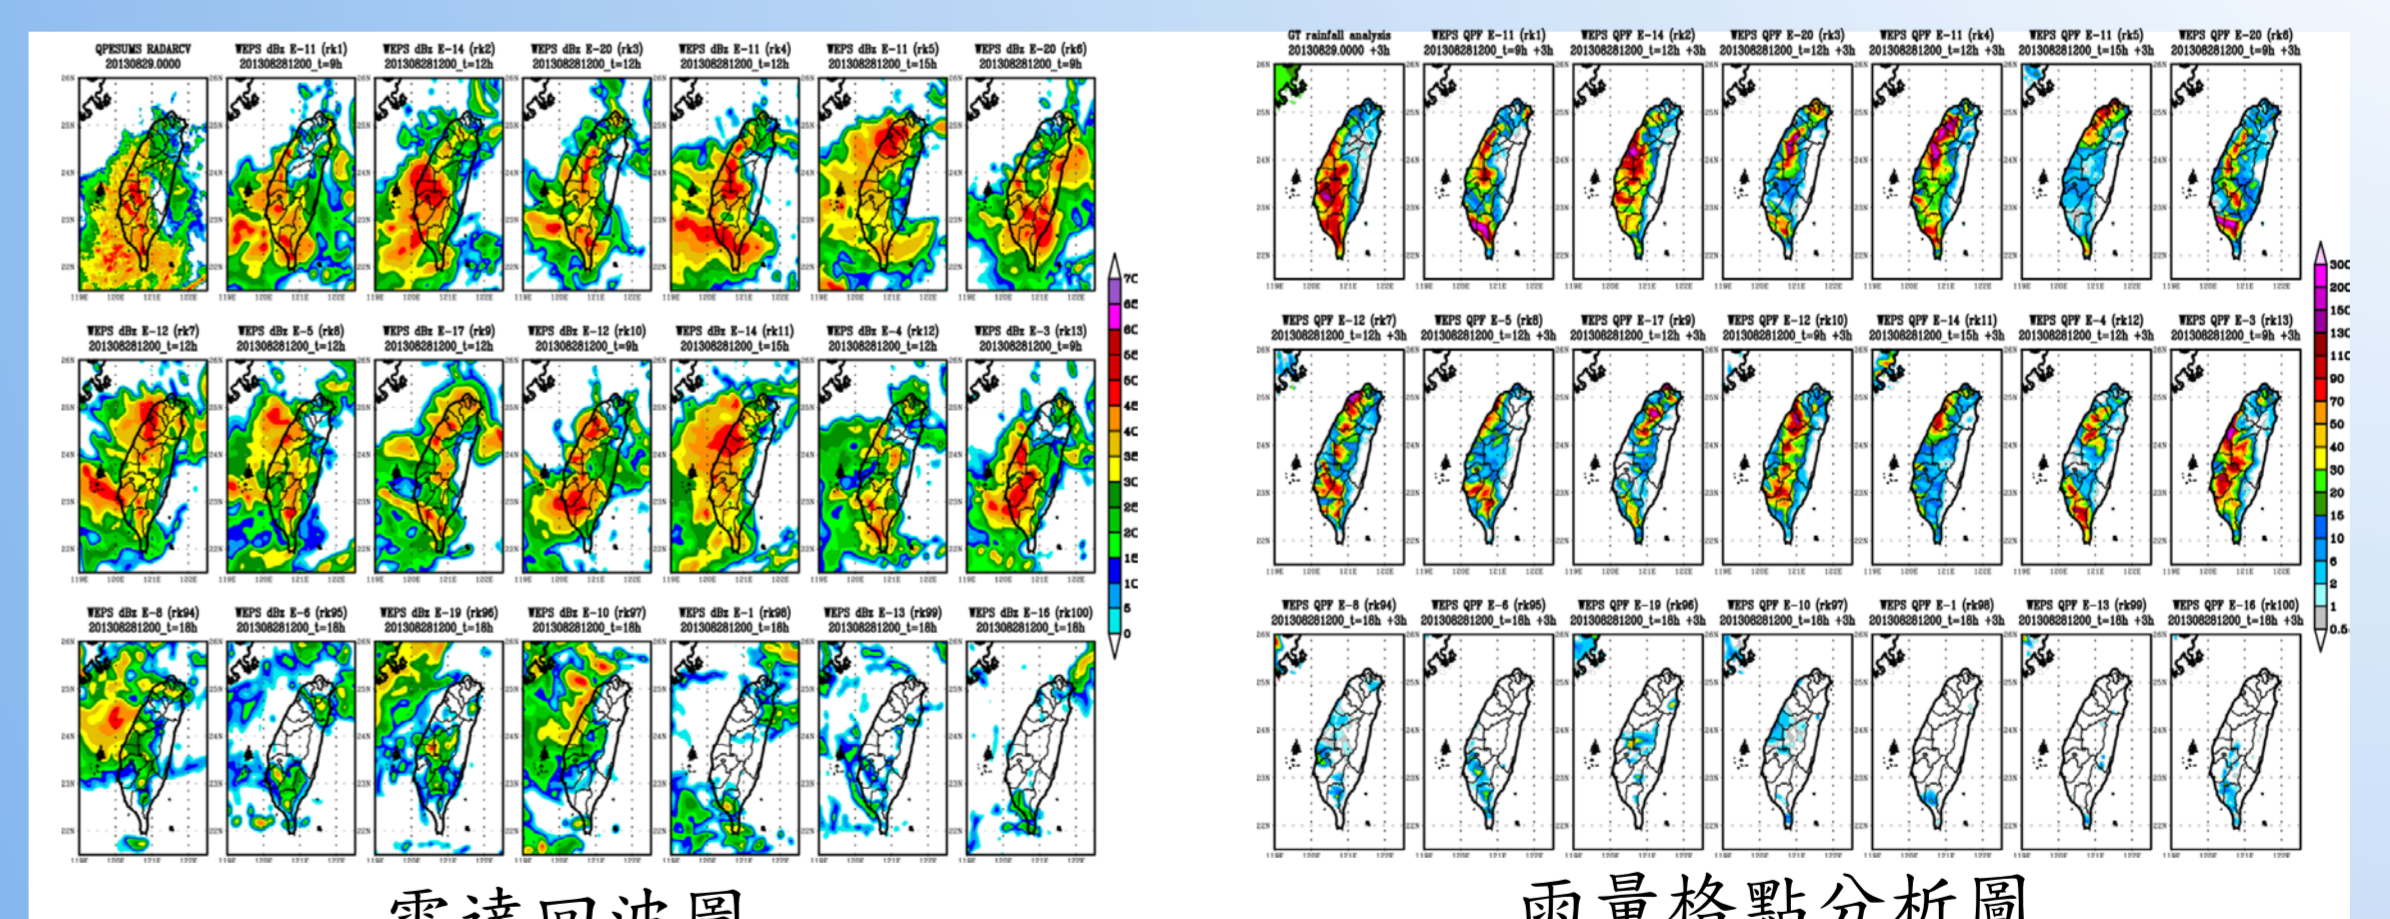 QPESUMS RADARCV
20130829.0000
WEPS dBz E-11 (rk1)
201308281200_t=9h
WEPS dBz E-14 (rk2)
201308281200_t=12h
WEPS dBz E-20 (rk3)
201308281200_t=12h
WEPS dBz E-11 (rk4)
201308281200_t=12h
WEPS dBz E-11 (rk5)
201308281200_t=15h
WEPS dBz E-20 (rk6)
201308281200_t=9h
WEPS dBz E-12 (rk7)
201308281200_t=12h
WEPS dBz E-5 (rk8)
201308281200_t=12h
WEPS dBz E-17 (rk9)
201308281200_t=12h
WEPS dBz E-12 (rk10)
201308281200_t=9h
WEPS dBz E-14 (rk11)
201308281200_t=15h
WEPS dBz E-4 (rk12)
201308281200_t=12h
WEPS dBz E-3 (rk13)
201308281200_t=9h
WEPS dBz E-8 (rk94)
201308281200_t=18h
WEPS dBz E-6 (rk95)
201308281200_t=18h
WEPS dBz E-19 (rk96)
201308281200_t=18h
WEPS dBz E-10 (rk97)
201308281200_t=18h
WEPS dBz E-1 (rk98)
201308281200_t=18h
WEPS dBz E-13 (rk99)
201308281200_t=18h
WEPS dBz E-16 (rk100)
201308281200_t=18h
雷達回波圖
GT rainfall analysis
20130829.0000 +3h
WEPS QPF E-11 (rk1)
201308281200_t=9h +3h
WEPS QPF E-14 (rk2)
201308281200_t=12h +3h
WEPS QPF E-20 (rk3)
201308281200_t=12h +3h
WEPS QPF E-11 (rk4)
201308281200_t=12h +3h
WEPS QPF E-11 (rk5)
201308281200_t=15h +3h
WEPS QPF E-20 (rk6)
201308281200_t=9h +3h
WEPS QPF E-12 (rk7)
201308281200_t=12h +3h
WEPS QPF E-5 (rk8)
201308281200_t=12h +3h
WEPS QPF E-17 (rk9)
201308281200_t=12h +3h
WEPS QPF E-12 (rk10)
201308281200_t=9h +3h
WEPS QPF E-14 (rk11)
201308281200_t=15h +3h
WEPS QPF E-4 (rk12)
201308281200_t=12h +3h
WEPS QPF E-3 (rk13)
201308281200_t=9h +3h
WEPS QPF E-8 (rk94)
201308281200_t=18h +3h
WEPS QPF E-6 (rk95)
201308281200_t=18h +3h
WEPS QPF E-19 (rk96)
201308281200_t=18h +3h
WEPS QPF E-10 (rk97)
201308281200_t=18h +3h
WEPS QPF E-1 (rk98)
201308281200_t=18h +3h
WEPS QPF E-13 (rk99)
201308281200_t=18h +3h
WEPS QPF E-16 (rk100)
201308281200_t=18h +3h
雨量格點分析圖